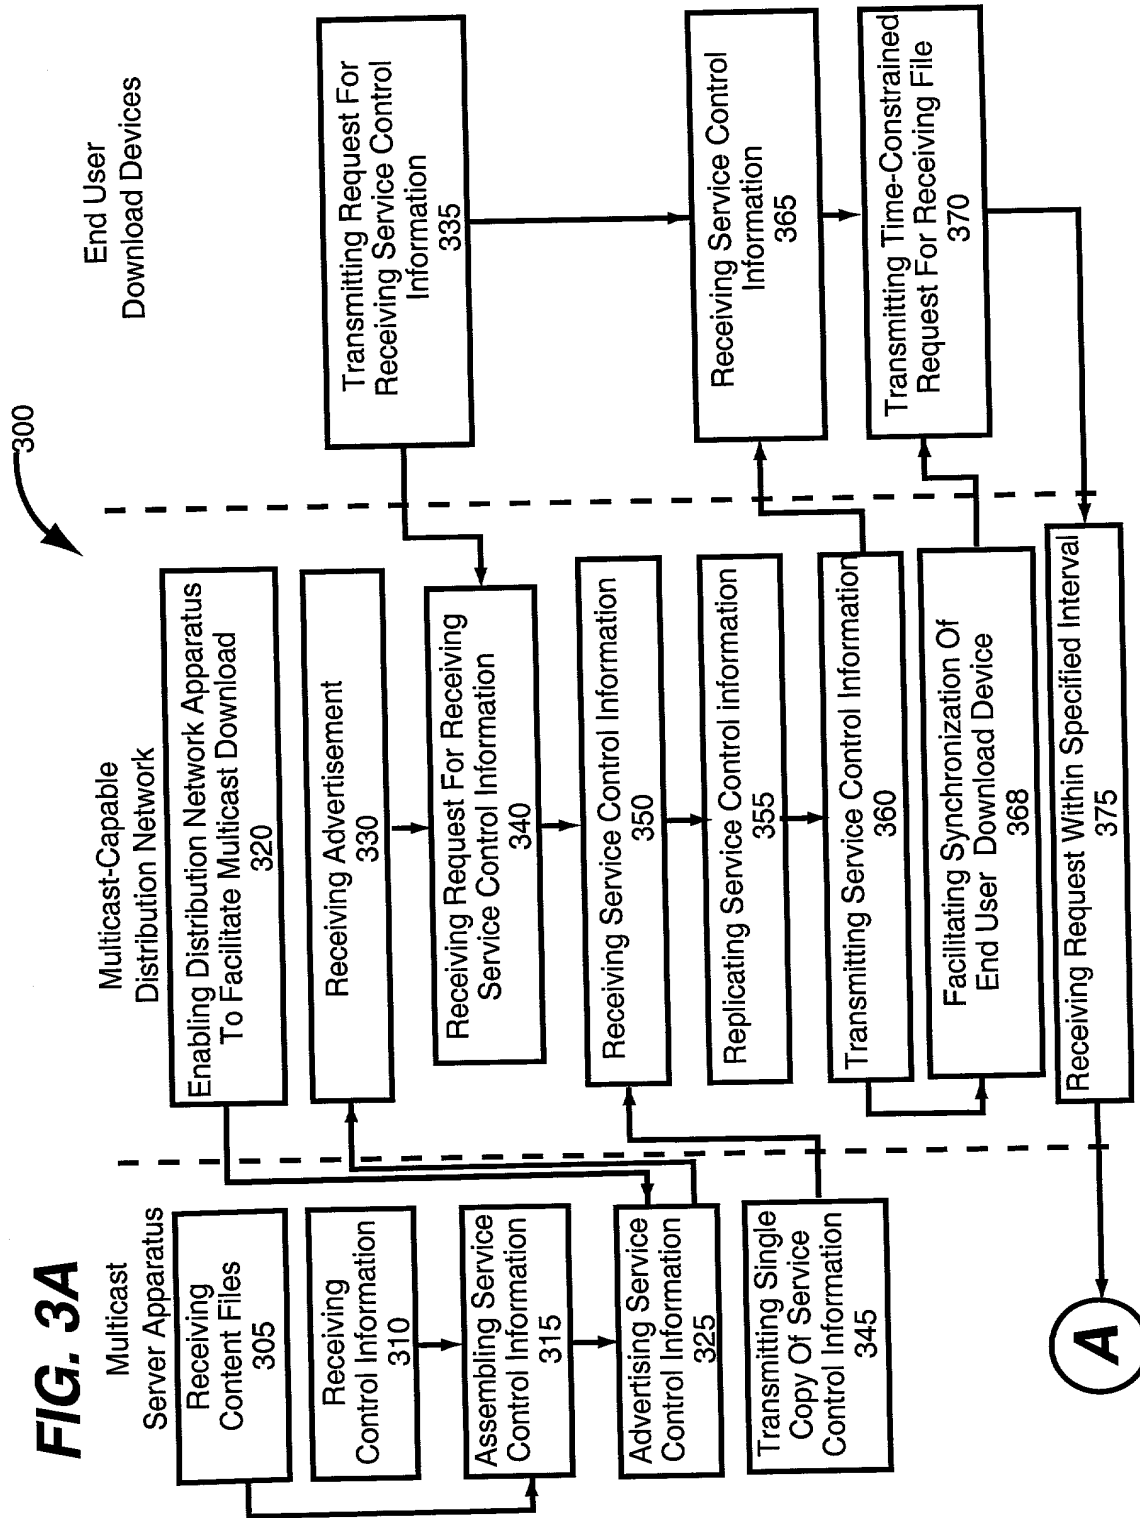 FIG. 3A
300
Multicast
Server Apparatus
Receiving
Content Files
305
Receiving
Control Information
310
Assembling Service
Control Information
315
Advertising Service
Control Information
325
Transmitting Single
Copy Of Service
Control Information
345
A
Multicast-Capable
Distribution Network
Enabling Distribution Network Apparatus
To Facilitate Multicast Download
320
Receiving Advertisement
330
Receiving Request For Receiving
Service Control Information
340
Receiving Service Control Information
350
Replicating Service Control information
355
Transmitting Service Control Information
360
Facilitating Synchronization Of
End User Download Device
368
Receiving Request Within Specified Interval
375
End User
Download Devices
Transmitting Request For
Receiving Service Control
Information
335
Receiving Service Control
Information
365
Transmitting Time-Constrained
Request For Receiving File
370